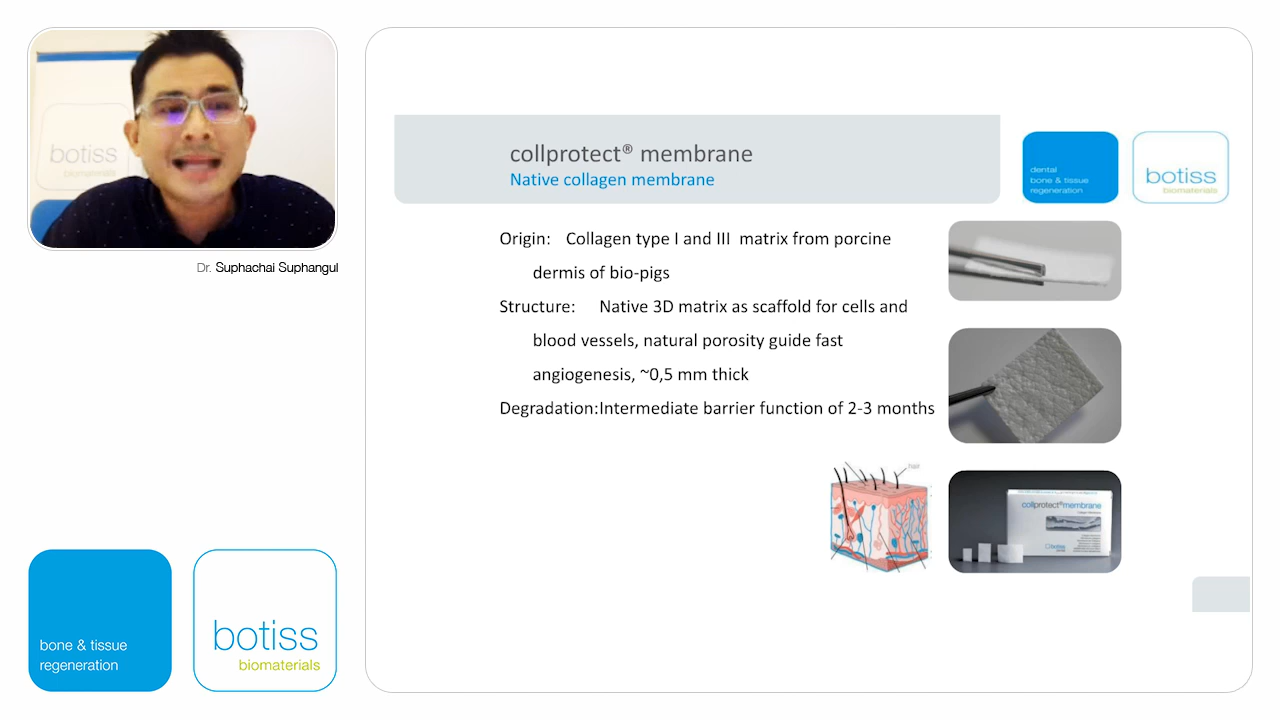 botiss
biomaterials
Dr. Suphachai Suphangul
bone & tissue
regeneration
botiss
biomaterials
collprotect® membrane
Native collagen membrane
dental
bone & tissue
regeneration
botiss
biomaterials
Origin: Collagen type I and III matrix from porcine
dermis of bio-pigs
Structure: Native 3D matrix as scaffold for cells and
blood vessels, natural porosity guide fast
angiogenesis, ~0,5 mm thick
Degradation:Intermediate barrier function of 2-3 months
collprotect®membrane